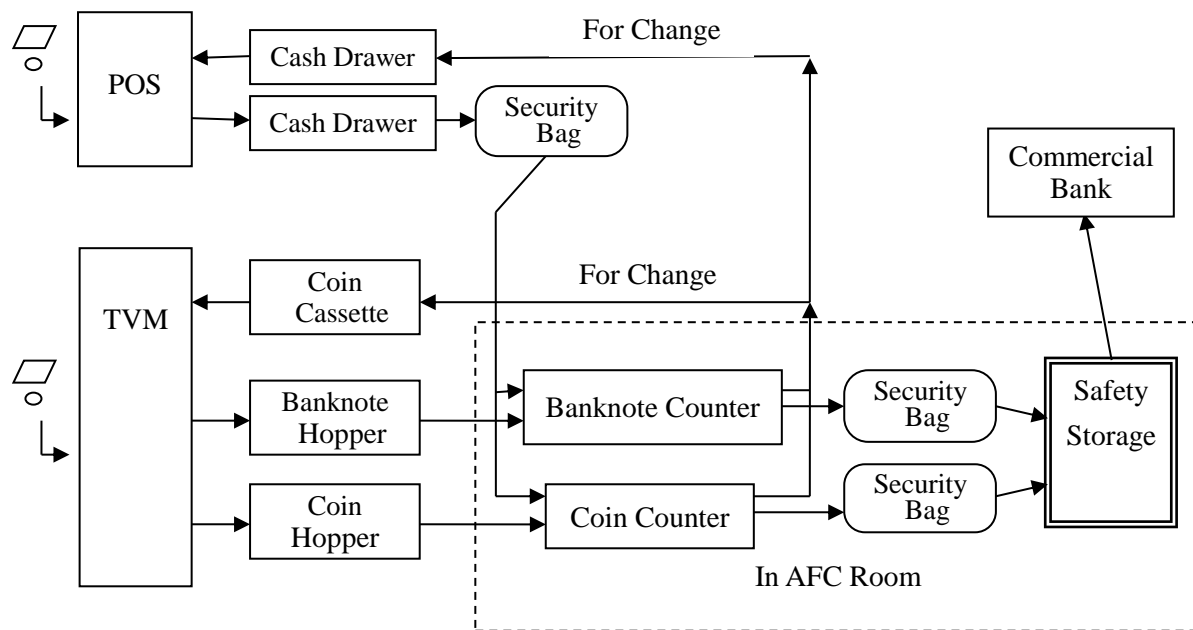 For Change
Cash Drawer
POS
Cash Drawer
Security
Bag
Commercial
Bank
For Change
Coin
Cassette
TVM
Banknote
Hopper
Banknote Counter
Security
Bag
Safety
Storage
Coin
Hopper
Coin Counter
Security
Bag
In AFC Room